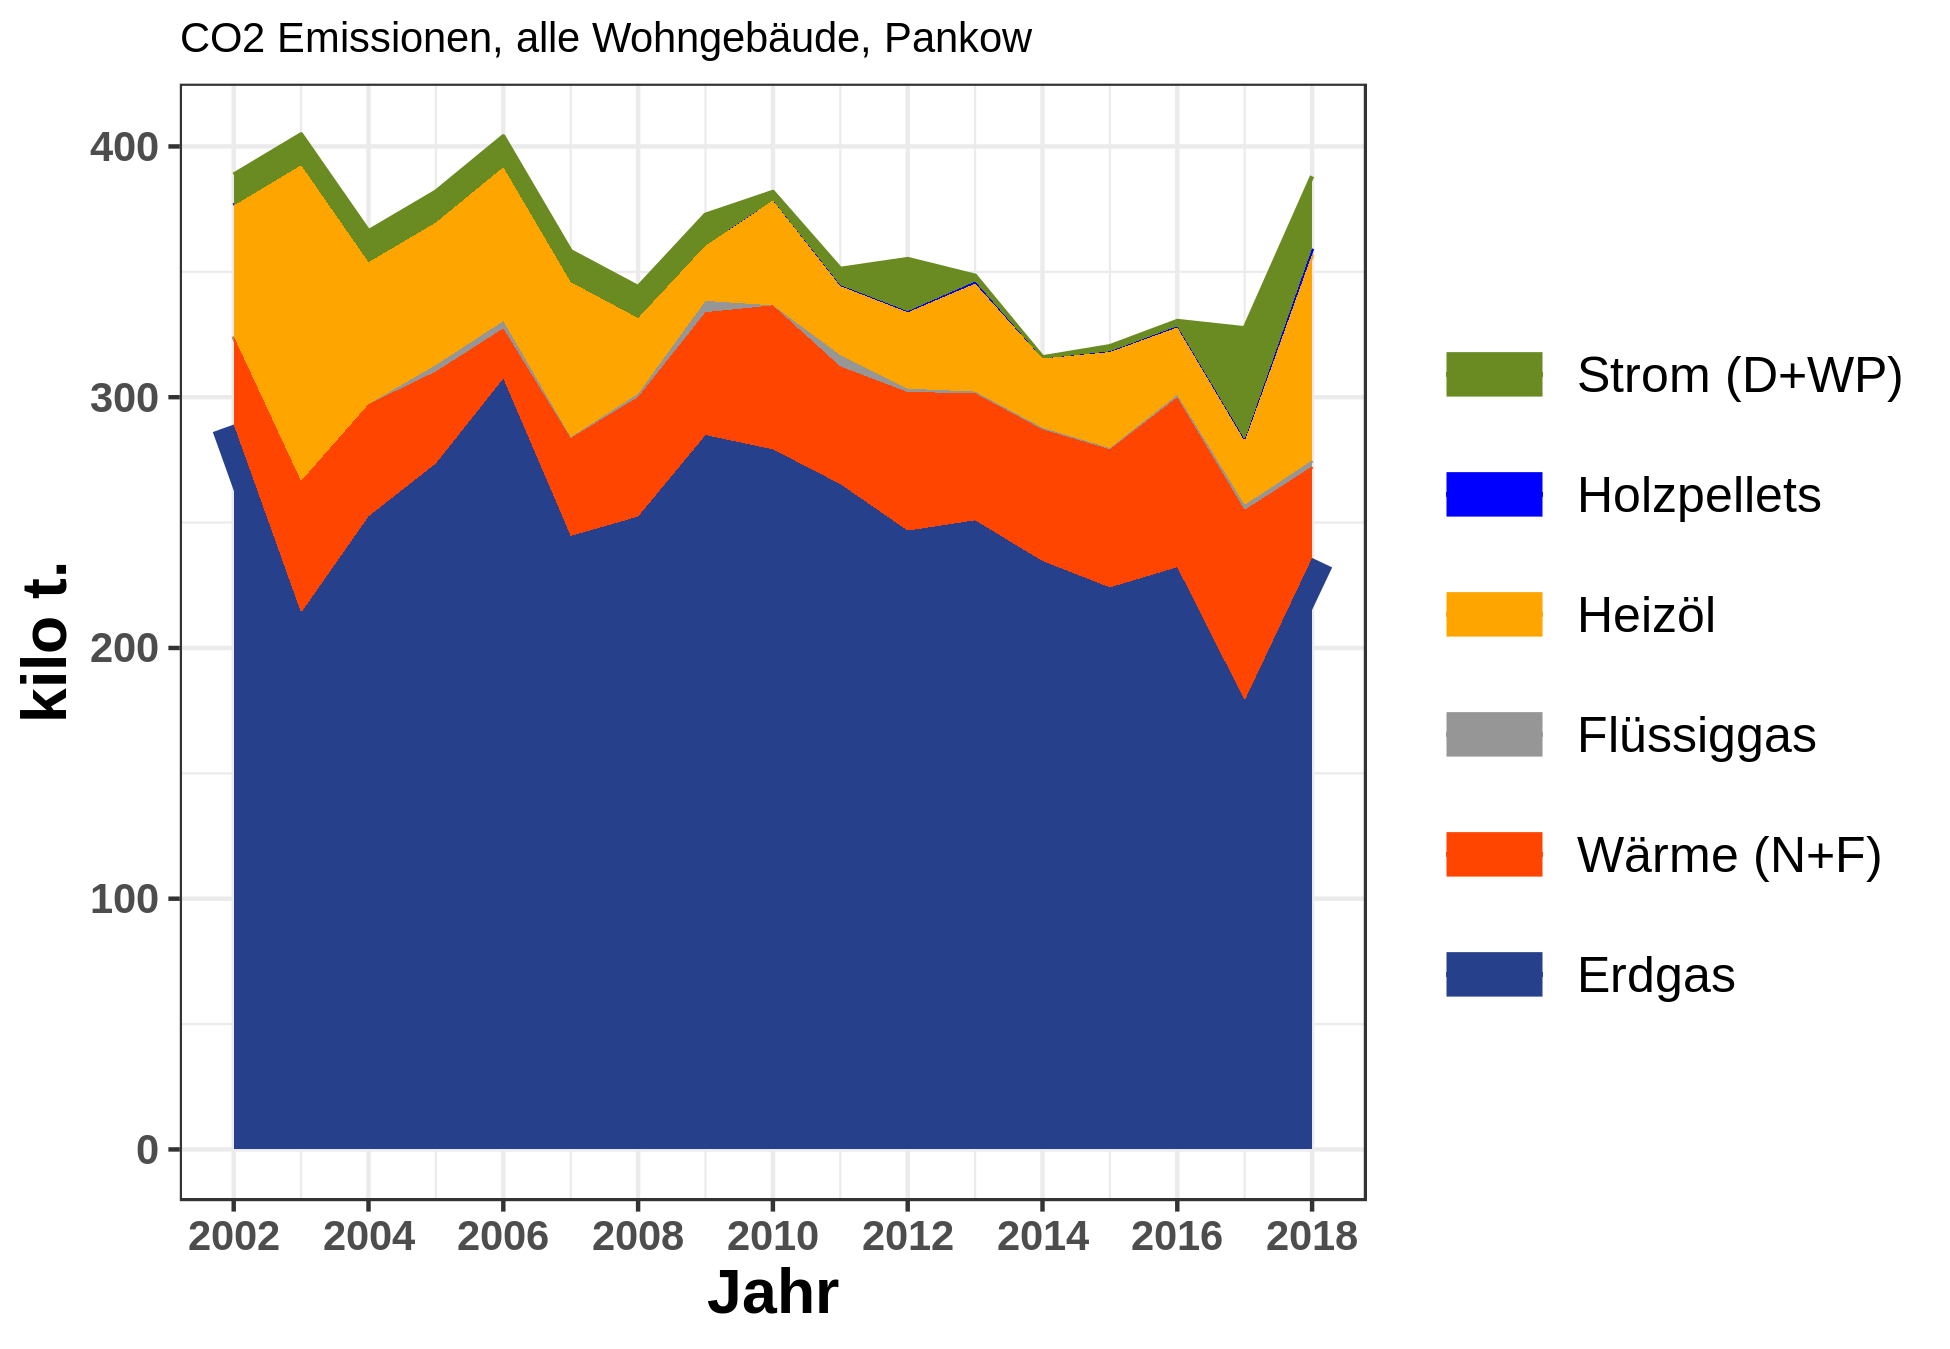 CO2 Emissionen, alle Wohngebäude, Pankow
400
300
200
100
0
kilo t.
2002 2004 2006 2008 2010 2012 2014 2016 2018
Jahr
Strom (D+WP)
Holzpellets
Heizöl
Flüssiggas
Wärme (N+F)
Erdgas